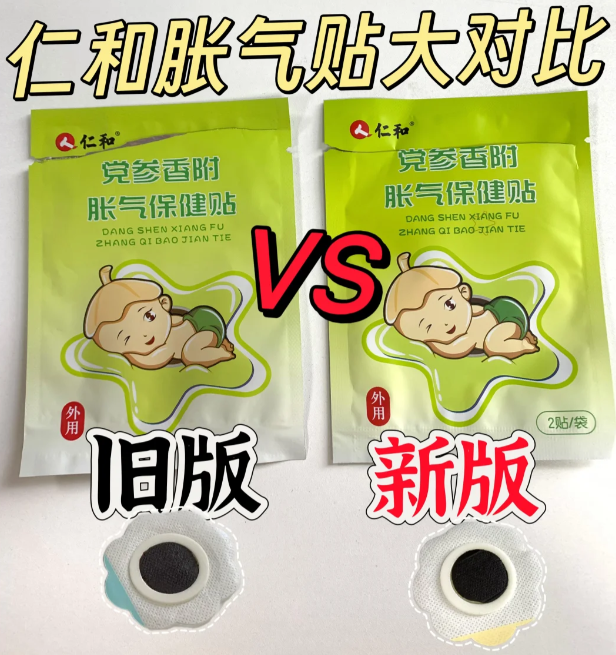 仁和胀气贴大对比
仁和®
党参香附
胀气保健贴
DANG SHEN XIANG FU
ZHANG QI BAO JIAN TIE
外用
旧版
VS
仁和®
党参香附
胀气保健贴
DANG SHEN XIANG FU
ZHANG QI BAO JIAN TIE
外用
2贴/袋
新版